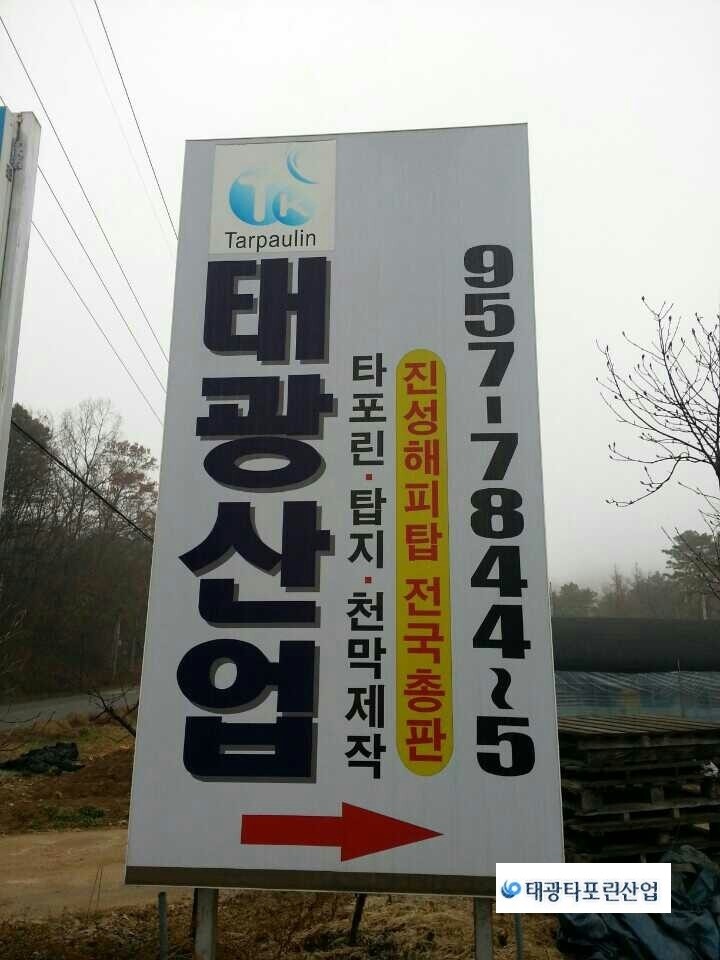 TK
Tarpaulin
태광산업
타포린·탑지·천막제작
진성해피탑 전국총판
957-7844~5
태광타포린산업